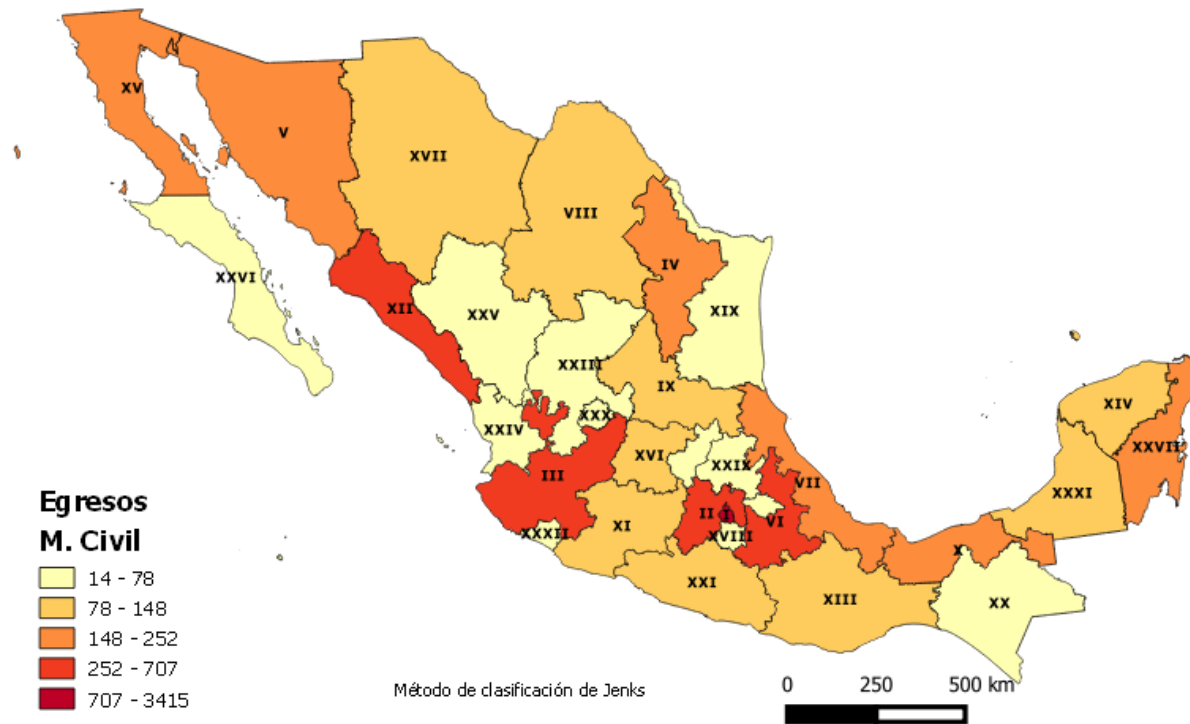 XV
V
XVII
VIII
IV
XXVI
XII
XXV
XIX
XXIII
IX
XXX
XXIV
XIV
XXVII
XVI
XXIX
III
VII
XXXI
II
I
VI
XI
XXXII
XVIII
X
XXI
XIII
XX
Egresos
M. Civil
14 - 78
78 - 148
148 - 252
252 - 707
707 - 3415
Método de clasificación de Jenks
0 250 500 km